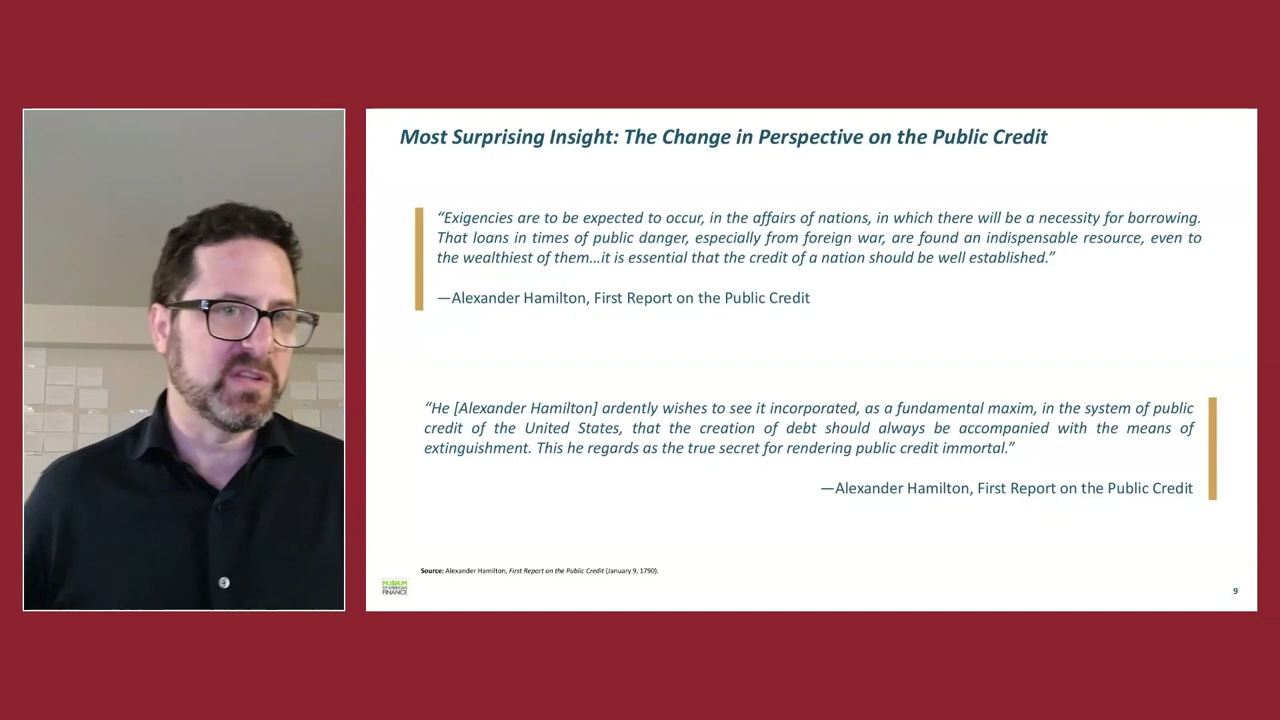 Most Surprising Insight: The Change in Perspective on the Public Credit
“Exigencies are to be expected to occur, in the affairs of nations, in which there will be a necessity for borrowing.
That loans in times of public danger, especially from foreign war, are found an indispensable resource, even to
the wealthiest of them…it is essential that the credit of a nation should be well established.”
—Alexander Hamilton, First Report on the Public Credit
“He [Alexander Hamilton] ardently wishes to see it incorporated, as a fundamental maxim, in the system of public
credit of the United States, that the creation of debt should always be accompanied with the means of
extinguishment. This he regards as the true secret for rendering public credit immortal.”
—Alexander Hamilton, First Report on the Public Credit
Source: Alexander Hamilton, First Report on the Public Credit (January 9, 1790).
MUSEUM
OF AMERICAN
FINANCE
9